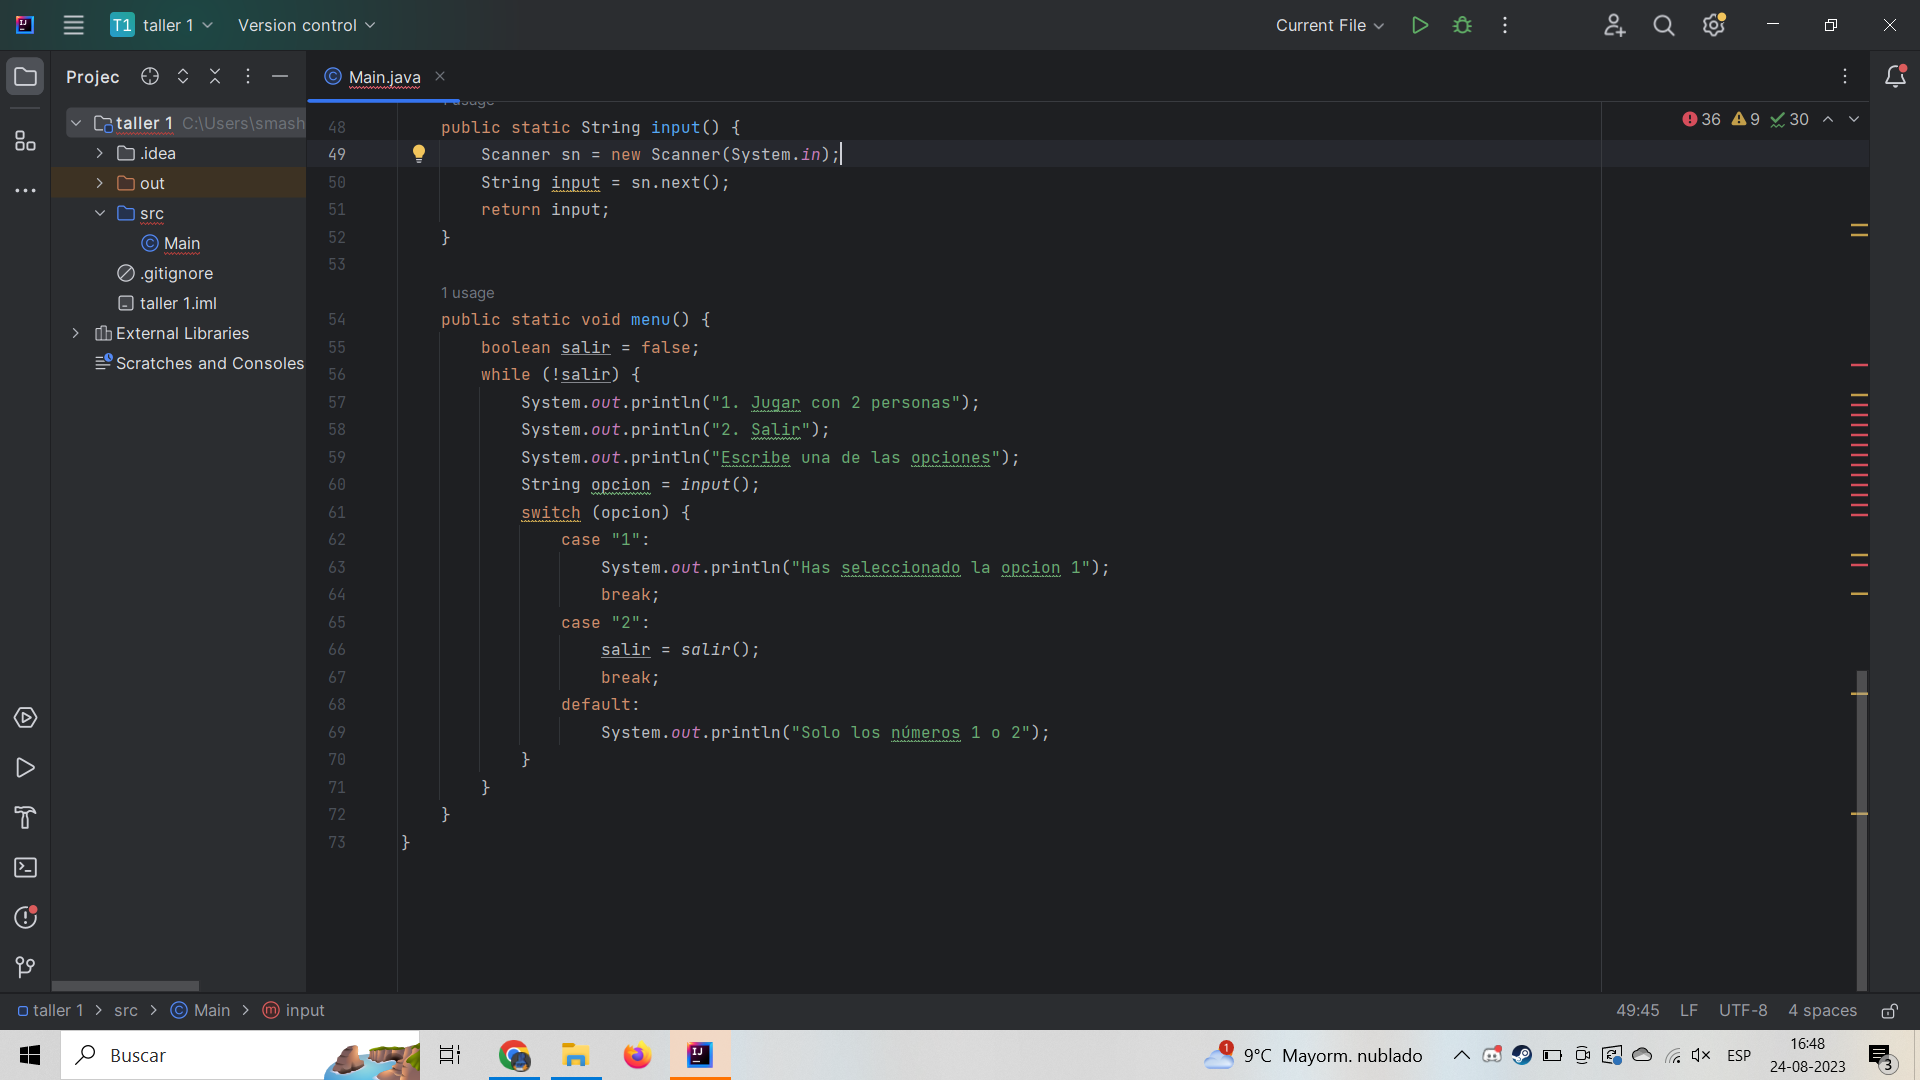 T1 taller 1 Version control Current File
Projec Main.java
taller 1 C:\Users\smash
.idea
out
src
Main
.gitignore
taller 1.iml
External Libraries
Scratches and Consoles
36 9 30
48 public static String input() {
49 Scanner sn = new Scanner(System.in);
50 String input = sn.next();
51 return input;
52 }
53
1 usage
54 public static void menu() {
55 boolean salir = false;
56 while (!salir) {
57 System.out.println("1. Jugar con 2 personas");
58 System.out.println("2. Salir");
59 System.out.println("Escribe una de las opciones");
60 String opcion = input();
61 switch (opcion) {
62 case "1":
63 System.out.println("Has seleccionado la opcion 1");
64 break;
65 case "2":
66 salir = salir();
67 break;
68 default:
69 System.out.println("Solo los números 1 o 2");
70 }
71 }
72 }
73 }
taller 1 > src > Main > input 49:45 LF UTF-8 4 spaces
Buscar 1 9°C Mayorm. nublado ESP 16:48
24-08-2023 3